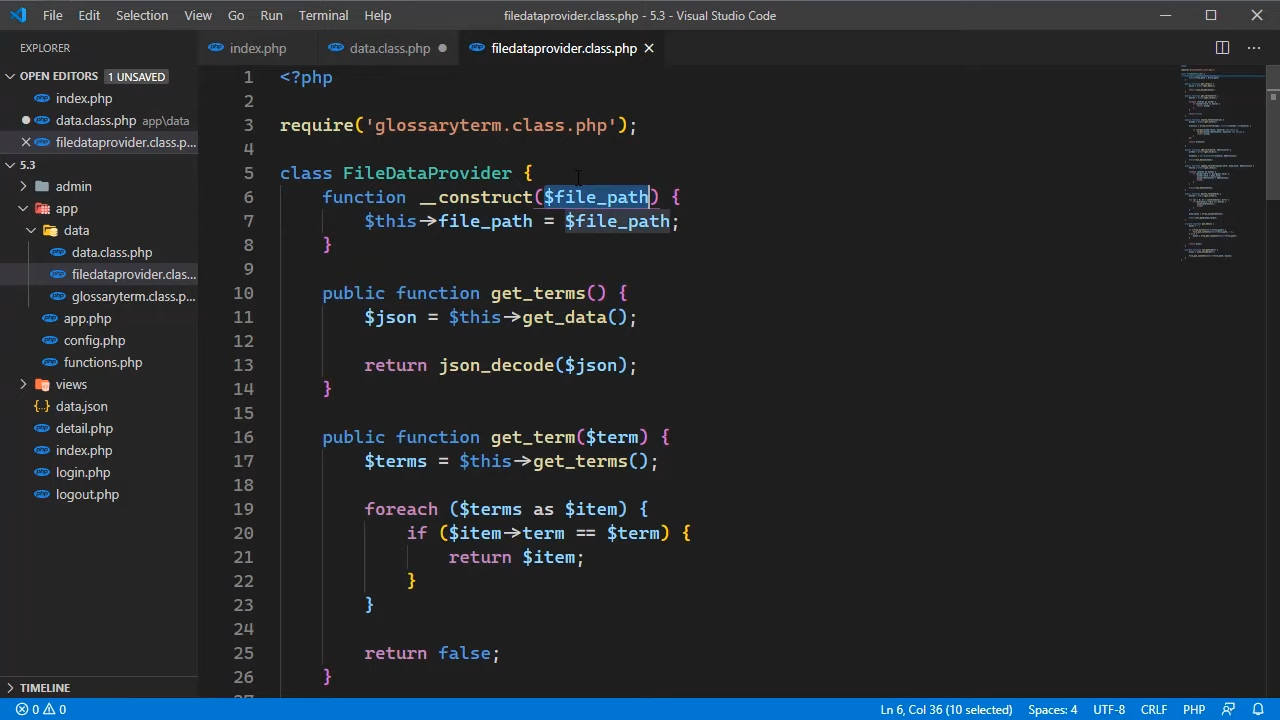 File Edit Selection View Go Run Terminal Help filedataprovider.class.php - 5.3 - Visual Studio Code
EXPLORER
OPEN EDITORS 1 UNSAVED
index.php
data.class.php app\data
filedataprovider.class.p...
5.3
admin
app
data
data.class.php
filedataprovider.clas...
glossaryterm.class.p...
app.php
config.php
functions.php
views
data.json
detail.php
index.php
login.php
logout.php
TIMELINE
index.php data.class.php filedataprovider.class.php
1 <?php
2
3 require('glossaryterm.class.php');
4
5 class FileDataProvider {
6 function __construct($file_path) {
7 $this->file_path = $file_path;
8 }
9
10 public function get_terms() {
11 $json = $this->get_data();
12
13 return json_decode($json);
14 }
15
16 public function get_term($term) {
17 $terms = $this->get_terms();
18
19 foreach ($terms as $item) {
20 if ($item->term == $term) {
21 return $item;
22 }
23 }
24
25 return false;
26 }
27
0 0 Ln 6, Col 36 (10 selected) Spaces: 4 UTF-8 CRLF PHP